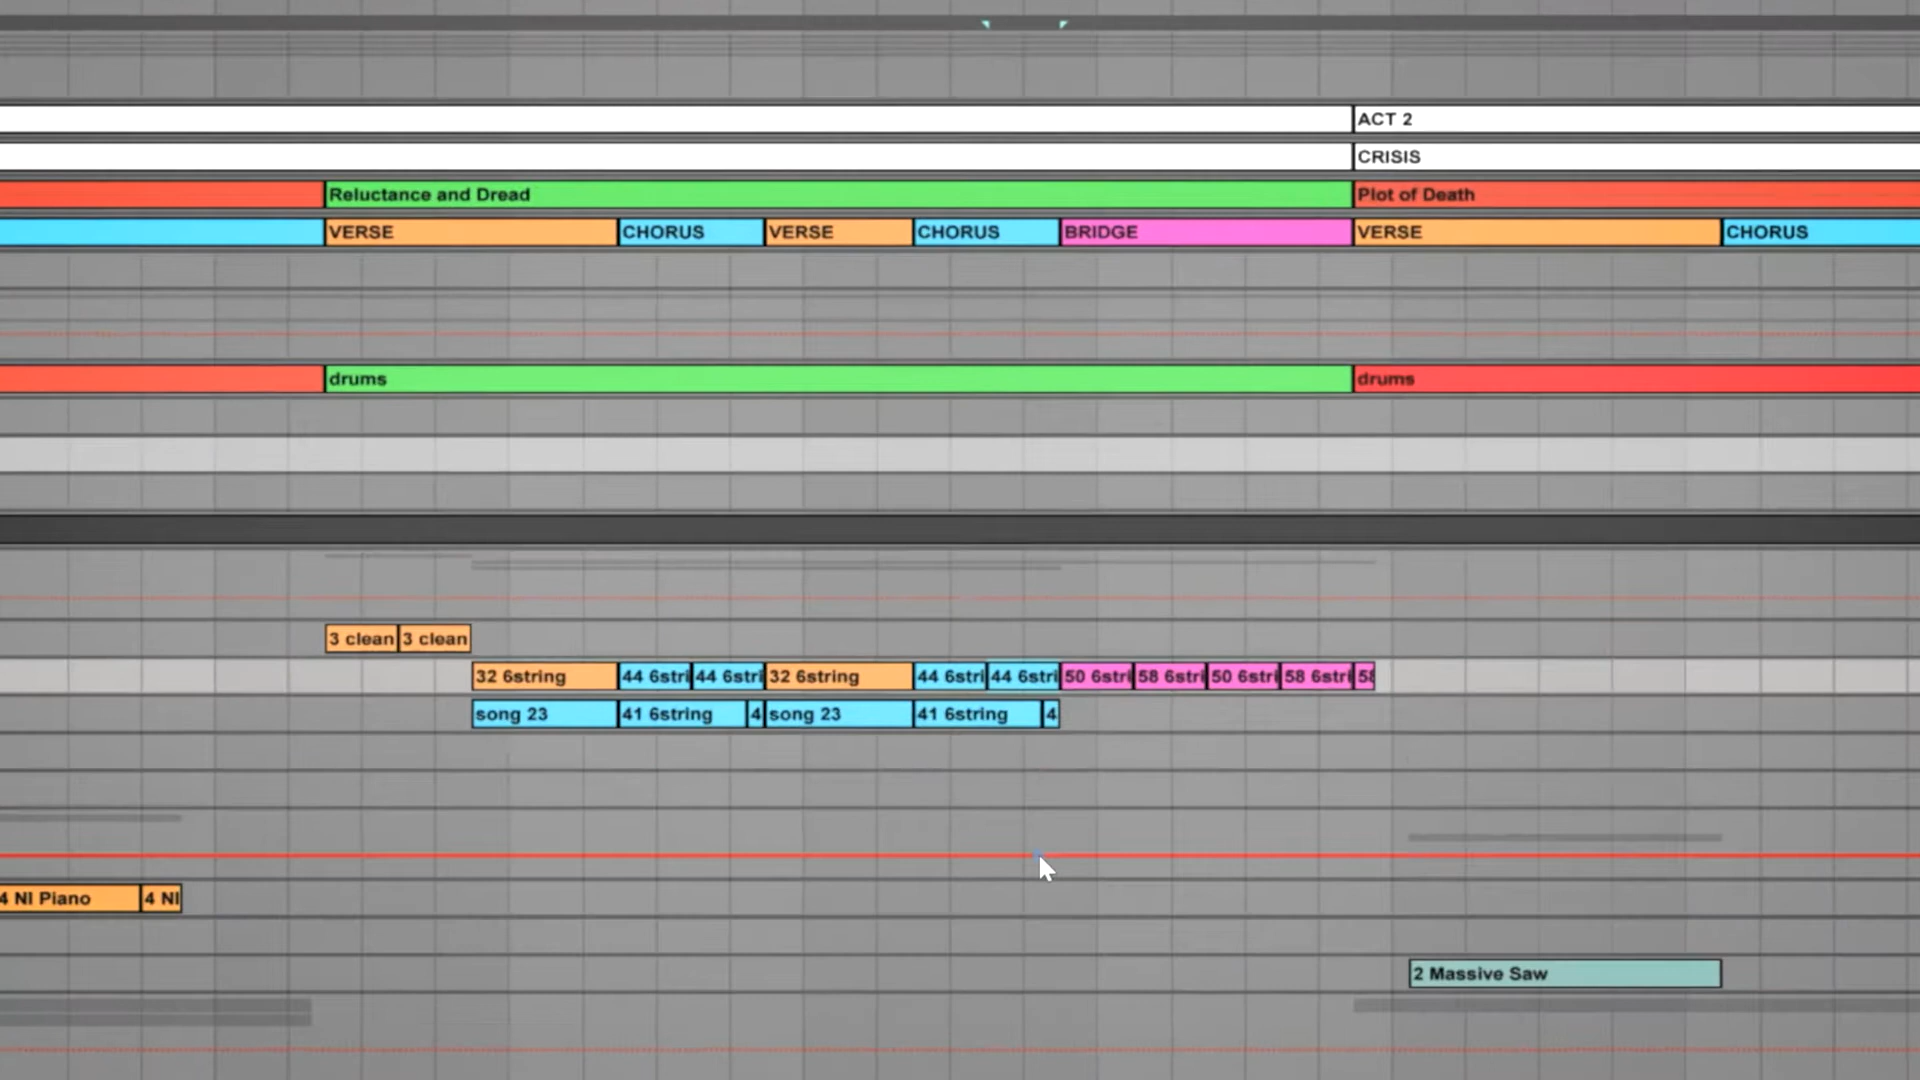 ACT 2
CRISIS
Reluctance and Dread Plot of Death
VERSE CHORUS VERSE CHORUS BRIDGE VERSE CHORUS
drums drums
3 clean 3 clean
32 6string 44 6stri 44 6stri 32 6string 44 6stri 44 6stri 50 6stri 58 6stri 50 6stri 58 6stri 58
song 23 41 6string 4 song 23 41 6string 4
4 NI Piano 4 NI
2 Massive Saw